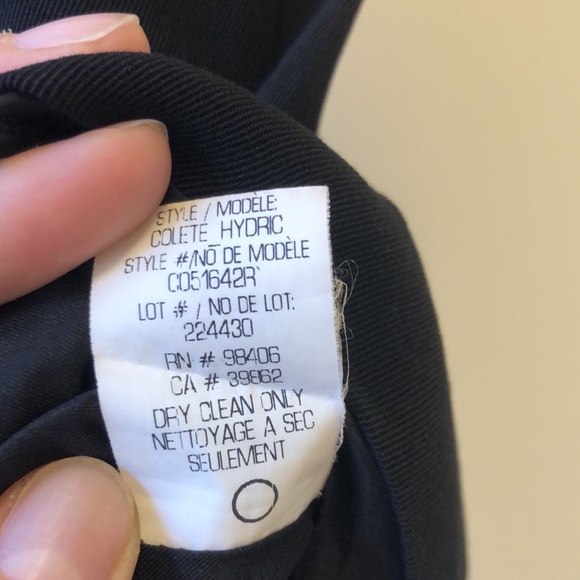 STYLE / MODÈLE:
COLETE HYDRIC
STYLE #/NŌ DE MODÈLE
C051642R
LOT # / NO DE LOT:
224430
RN # 98406
CA # 39862
DRY CLEAN ONLY
NETTOYAGE A SEC
SEULEMENT